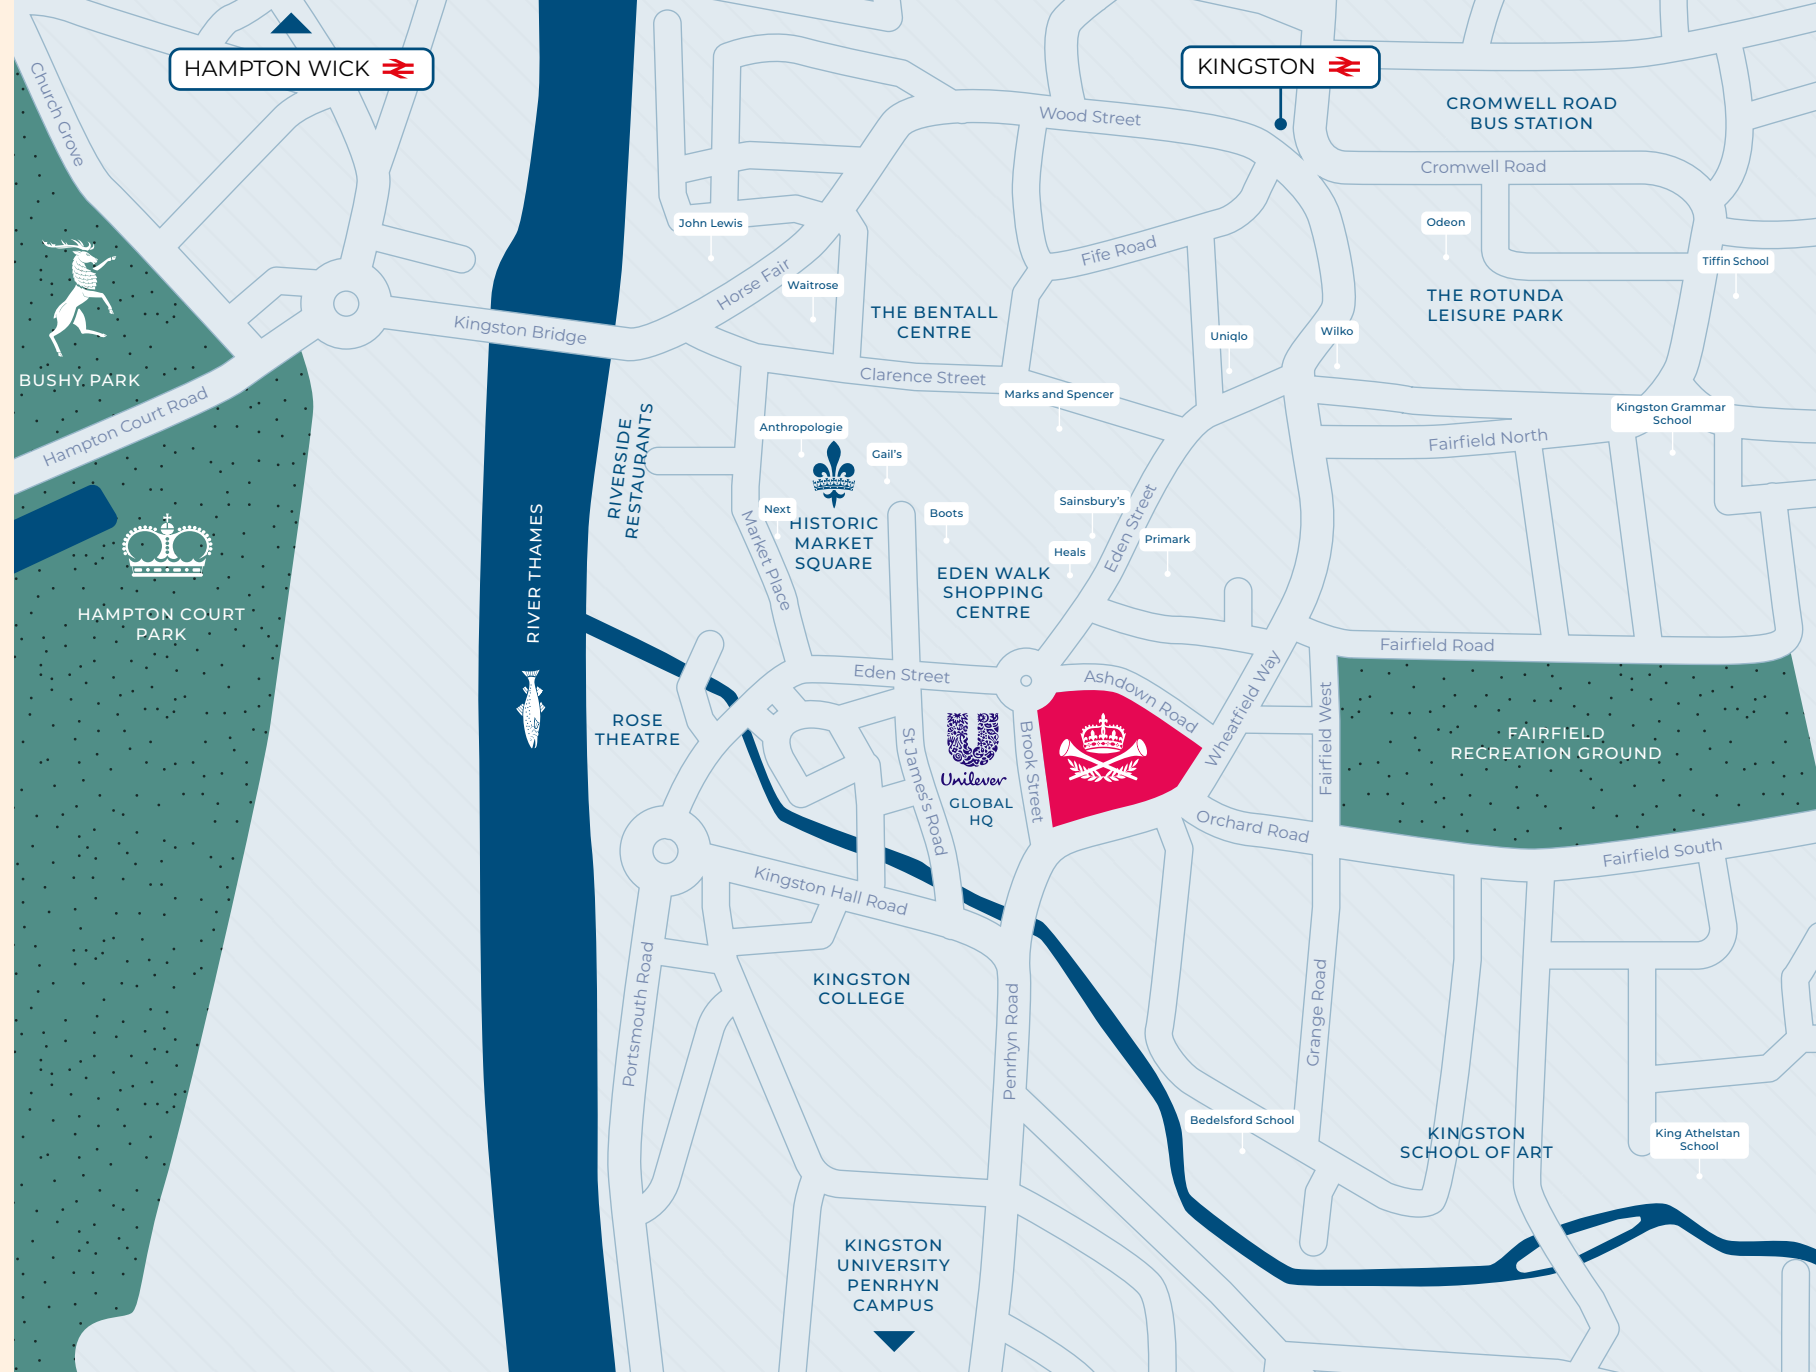 HAMPTON WICK
KINGSTON
Church Grove
Wood Street
CROMWELL ROAD
BUS STATION
Cromwell Road
John Lewis
Odeon
Fife Road
Tiffin School
Horse Fair
Waitrose
THE BENTALL
CENTRE
THE ROTUNDA
LEISURE PARK
Kingston Bridge
Uniqlo
Wilko
BUSHY PARK
Clarence Street
Marks and Spencer
Hampton Court Road
RIVERSIDE
RESTAURANTS
Anthropologie
Gail's
Kingston Grammar
School
Fairfield North
Next
HISTORIC
MARKET
SQUARE
Market Place
Boots
Sainsbury's
Eden Street
Heals
Primark
EDEN WALK
SHOPPING
CENTRE
RIVER THAMES
HAMPTON COURT
PARK
Fairfield Road
Eden Street
Ashdown Road
Wheatfield Way
Fairfield West
ROSE
THEATRE
St James's Road
Unilever
GLOBAL
HQ
Brook Street
FAIRFIELD
RECREATION GROUND
Orchard Road
Fairfield South
Kingston Hall Road
KINGSTON
COLLEGE
Portsmouth Road
Penrhyn Road
Grange Road
Bedelsford School
KINGSTON
SCHOOL OF ART
King Athelstan
School
KINGSTON
UNIVERSITY
PENRHYN
CAMPUS